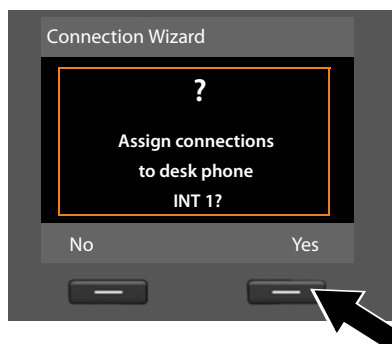 Connection Wizard
?
Assign connections
to desk phone
INT 1?
No Yes